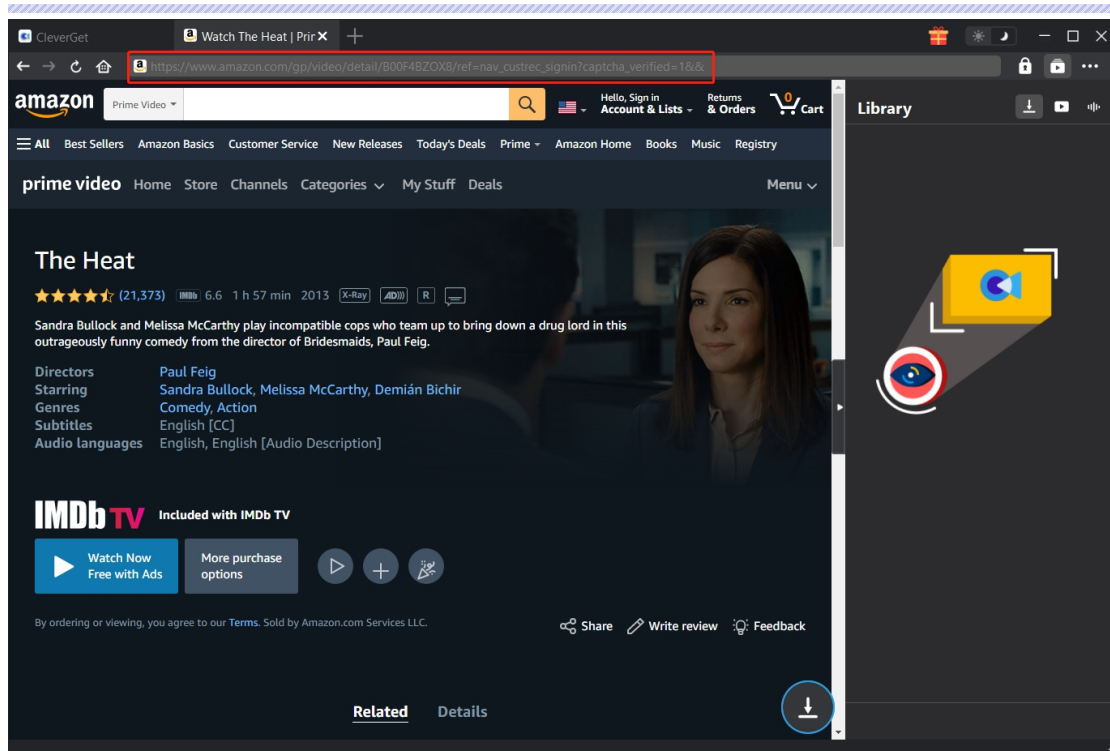 CleverGet
Watch The Heat | Prir
https://www.amazon.com/gp/video/detail/B00F4BZOX8/ref=nav_custrec_signin?captcha_verified=1&&
amazon
Prime Video
Hello, Sign in
Account & Lists
Returns
& Orders
0
Cart
Library
All Best Sellers Amazon Basics Customer Service New Releases Today's Deals Prime Amazon Home Books Music Registry
prime video Home Store Channels Categories My Stuff Deals Menu
The Heat
(21,373) IMDb 6.6 1 h 57 min 2013 X-Ray AD))) R
Sandra Bullock and Melissa McCarthy play incompatible cops who team up to bring down a drug lord in this
outrageously funny comedy from the director of Bridesmaids, Paul Feig.
Directors Paul Feig
Starring Sandra Bullock, Melissa McCarthy, Demián Bichir
Genres Comedy, Action
Subtitles English [CC]
Audio languages English, English [Audio Description]
IMDb TV Included with IMDb TV
Watch Now
Free with Ads
More purchase
options
By ordering or viewing, you agree to our Terms. Sold by Amazon.com Services LLC.
Share Write review Feedback
Related Details